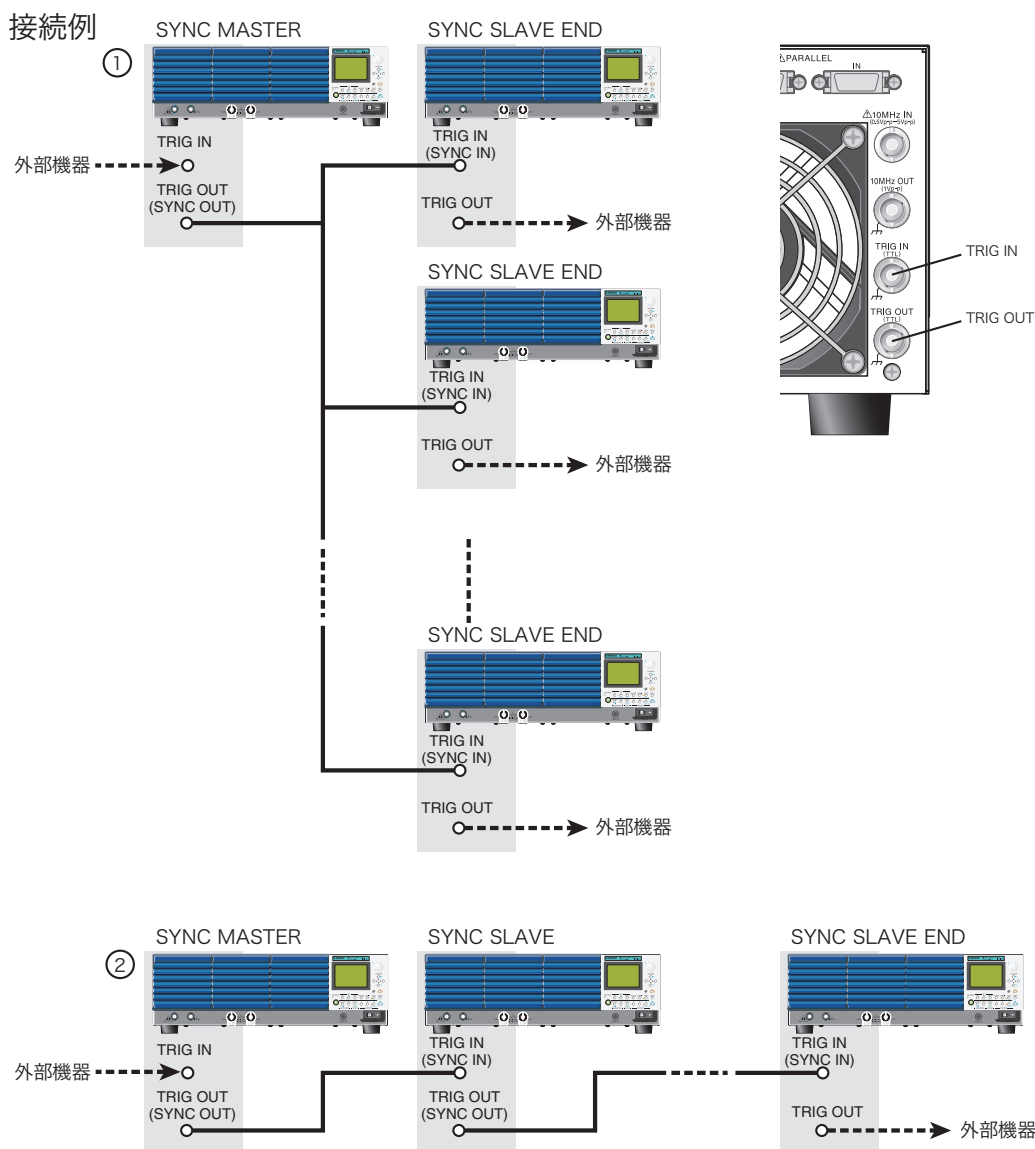 接続例
①
SYNC MASTER
SYNC SLAVE END
TRIG IN
外部機器
TRIG OUT
(SYNC OUT)
TRIG IN
(SYNC IN)
TRIG OUT
外部機器
SYNC SLAVE END
TRIG IN
(SYNC IN)
TRIG OUT
外部機器
SYNC SLAVE END
TRIG IN
(SYNC IN)
TRIG OUT
外部機器
⚠PARALLEL
IN
⚠10MHz IN
(0.5Vp-p–5Vp-p)
10MHz OUT
(1Vp-p)
TRIG IN
(TTL)
TRIG OUT
(TTL)
TRIG IN
TRIG OUT
②
SYNC MASTER
SYNC SLAVE
SYNC SLAVE END
TRIG IN
外部機器
TRIG OUT
(SYNC OUT)
TRIG IN
(SYNC IN)
TRIG OUT
(SYNC OUT)
TRIG IN
(SYNC IN)
TRIG OUT
外部機器